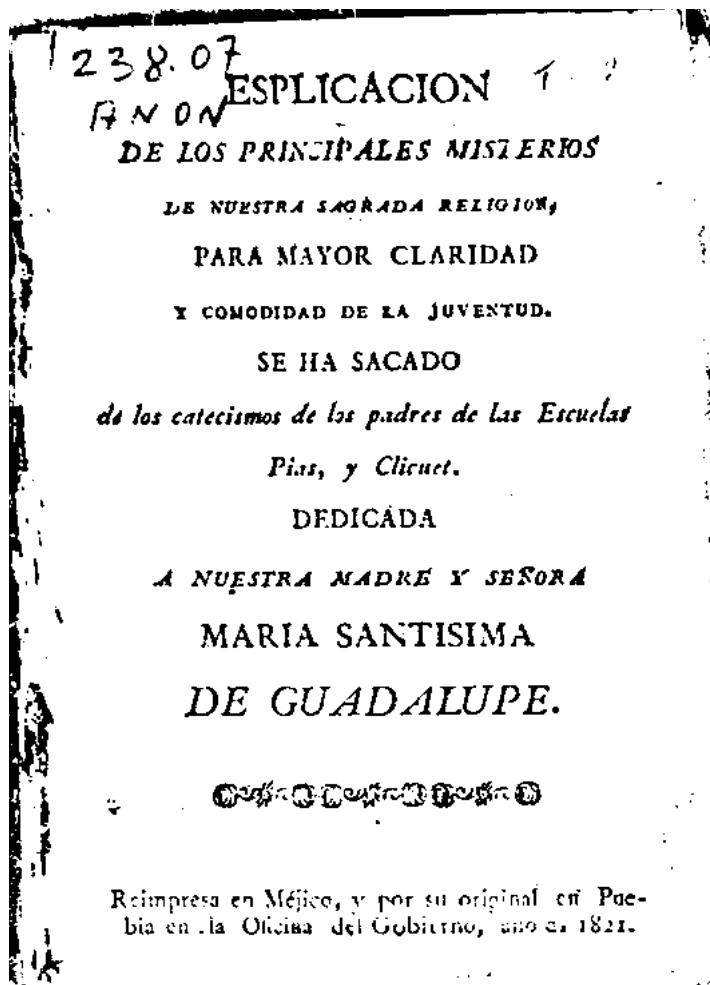 238.07
ANON
ESPLICACION
DE LOS PRINCIPALES MISTERIOS
DE NUESTRA SAGRADA RELIGION,
PARA MAYOR CLARIDAD
Y COMODIDAD DE LA JUVENTUD.
SE HA SACADO
de los catecismos de los padres de las Escuelas
Pias, y Clicuet.
DEDICADA
A NUESTRA MADRE Y SEÑORA
MARIA SANTISIMA
DE GUADALUPE.
Reimpresa en Méjico, y por su original en Pue-
bla en la Oficina del Gobierno, año de 1821.